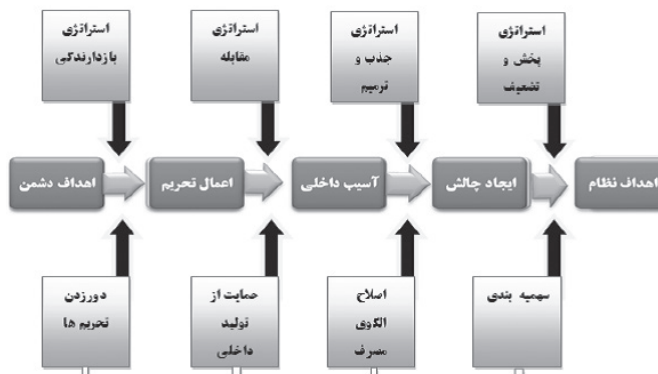 استراتژی
بازدارندگی
استراتژی
مقابله
استراتژی
جذب و
ترمیم
استراتژی
پخش و
تضعیف
اهداف دشمن
اعمال تحریم
آسیب داخلی
ایجاد چالش
اهداف نظام
دورزدن
تحریم ها
حمایت از
تولید
داخلی
اصلاح
الگوی
مصرف
سهمیه بندی